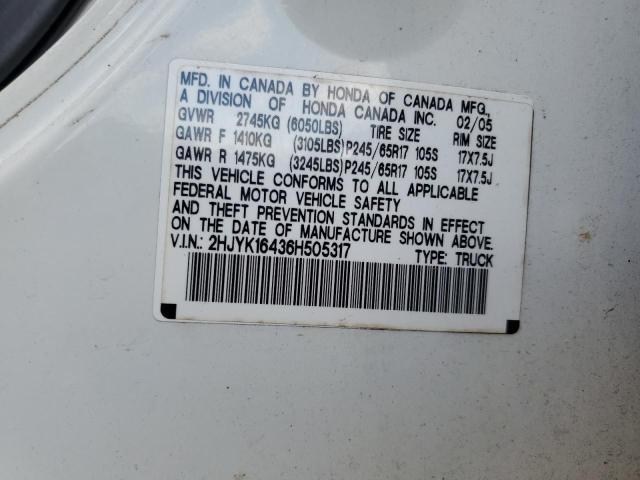 MFD. IN CANADA BY HONDA OF CANADA MFG.,
A DIVISION OF HONDA CANADA INC. 02/05
GVWR 2745KG (6050LBS) TIRE SIZE RIM SIZE
GAWR F 1410KG (3105LBS) P245/65R17 105S 17X7.5J
GAWR R 1475KG (3245LBS) P245/65R17 105S 17X7.5J
THIS VEHICLE CONFORMS TO ALL APPLICABLE
FEDERAL MOTOR VEHICLE SAFETY
AND THEFT PREVENTION STANDARDS IN EFFECT
ON THE DATE OF MANUFACTURE SHOWN ABOVE.
V.I.N.: 2HJYK16436H505317 TYPE: TRUCK